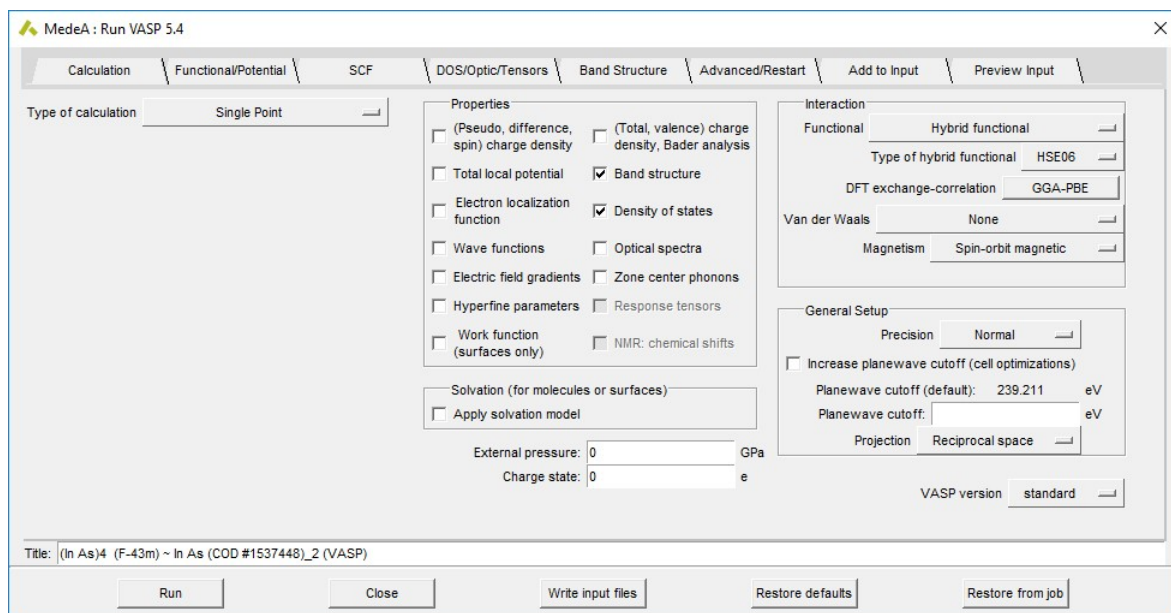 MedeA : Run VASP 5.4
Calculation
Functional/Potential
SCF
DOS/Optic/Tensors
Band Structure
Advanced/Restart
Add to Input
Preview Input
Type of calculation
Single Point
Properties
(Pseudo, difference,
spin) charge density
(Total, valence) charge
density, Bader analysis
Total local potential
Band structure
Electron localization
function
Density of states
Wave functions
Optical spectra
Electric field gradients
Zone center phonons
Hyperfine parameters
Response tensors
Work function
(surfaces only)
NMR: chemical shifts
Solvation (for molecules or surfaces)
Apply solvation model
External pressure: 0 GPa
Charge state: 0 e
Interaction
Functional Hybrid functional
Type of hybrid functional HSE06
DFT exchange-correlation GGA-PBE
Van der Waals None
Magnetism Spin-orbit magnetic
General Setup
Precision Normal
Increase planewave cutoff (cell optimizations)
Planewave cutoff (default): 239.211 eV
Planewave cutoff: eV
Projection Reciprocal space
VASP version standard
Title: (In As)4 (F-43m) ~ In As (COD #1537448)_2 (VASP)
Run
Close
Write input files
Restore defaults
Restore from job